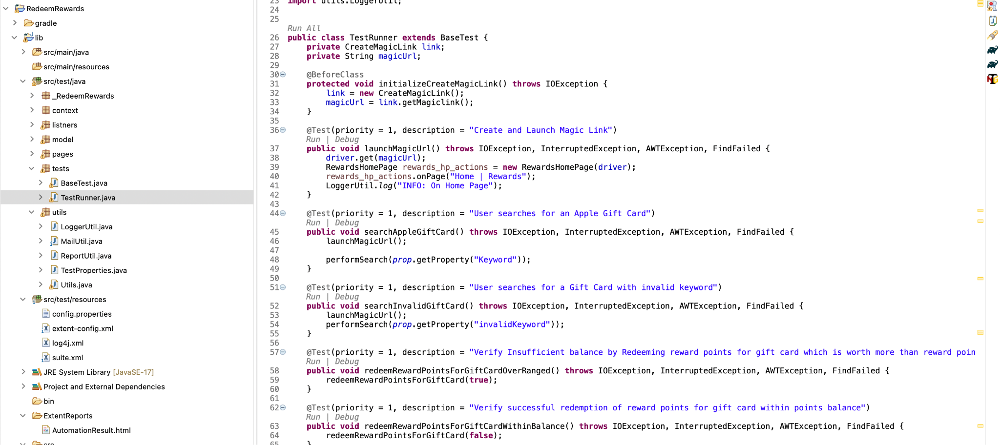 RedeemRewards
gradle
lib
src/main/java
src/main/resources
src/test/java
_RedeemRewards
context
listners
model
pages
tests
BaseTest.java
TestRunner.java
utils
LoggerUtil.java
MailUtil.java
ReportUtil.java
TestProperties.java
Utils.java
src/test/resources
config.properties
extent-config.xml
log4j.xml
suite.xml
JRE System Library [JavaSE-17]
Project and External Dependencies
bin
ExtentReports
AutomationResult.html
src
23 import utils.LoggerUtil;
24
25
Run All
26 public class TestRunner extends BaseTest {
27 private CreateMagicLink link;
28 private String magicUrl;
29
30 @BeforeClass
31 protected void initializeCreateMagicLink() throws IOException {
32 link = new CreateMagicLink();
33 magicUrl = link.getMagiclink();
34 }
35
36 @Test(priority = 1, description = "Create and Launch Magic Link")
Run | Debug
37 public void launchMagicUrl() throws IOException, InterruptedException, AWTException, FindFailed {
38 driver.get(magicUrl);
39 RewardsHomePage rewards_hp_actions = new RewardsHomePage(driver);
40 rewards_hp_actions.onPage("Home | Rewards");
41 LoggerUtil.log("INFO: On Home Page");
42 }
43
44 @Test(priority = 1, description = "User searches for an Apple Gift Card")
Run | Debug
45 public void searchAppleGiftCard() throws IOException, InterruptedException, AWTException, FindFailed {
46 launchMagicUrl();
47
48 performSearch(prop.getProperty("Keyword"));
49 }
50
51 @Test(priority = 1, description = "User searches for a Gift Card with invalid keyword")
Run | Debug
52 public void searchInvalidGiftCard() throws IOException, InterruptedException, AWTException, FindFailed {
53 launchMagicUrl();
54 performSearch(prop.getProperty("invalidKeyword"));
55 }
56
57 @Test(priority = 1, description = "Verify Insufficient balance by Redeeming reward points for gift card which is worth more than reward poin
Run | Debug
58 public void redeemRewardPointsForGiftCardOverRanged() throws IOException, InterruptedException, AWTException, FindFailed {
59 redeemRewardPointsForGiftCard(true);
60 }
61
62 @Test(priority = 1, description = "Verify successful redemption of reward points for gift card within points balance")
Run | Debug
63 public void redeemRewardPointsForGiftCardWithinBalance() throws IOException, InterruptedException, AWTException, FindFailed {
64 redeemRewardPointsForGiftCard(false);
65 }